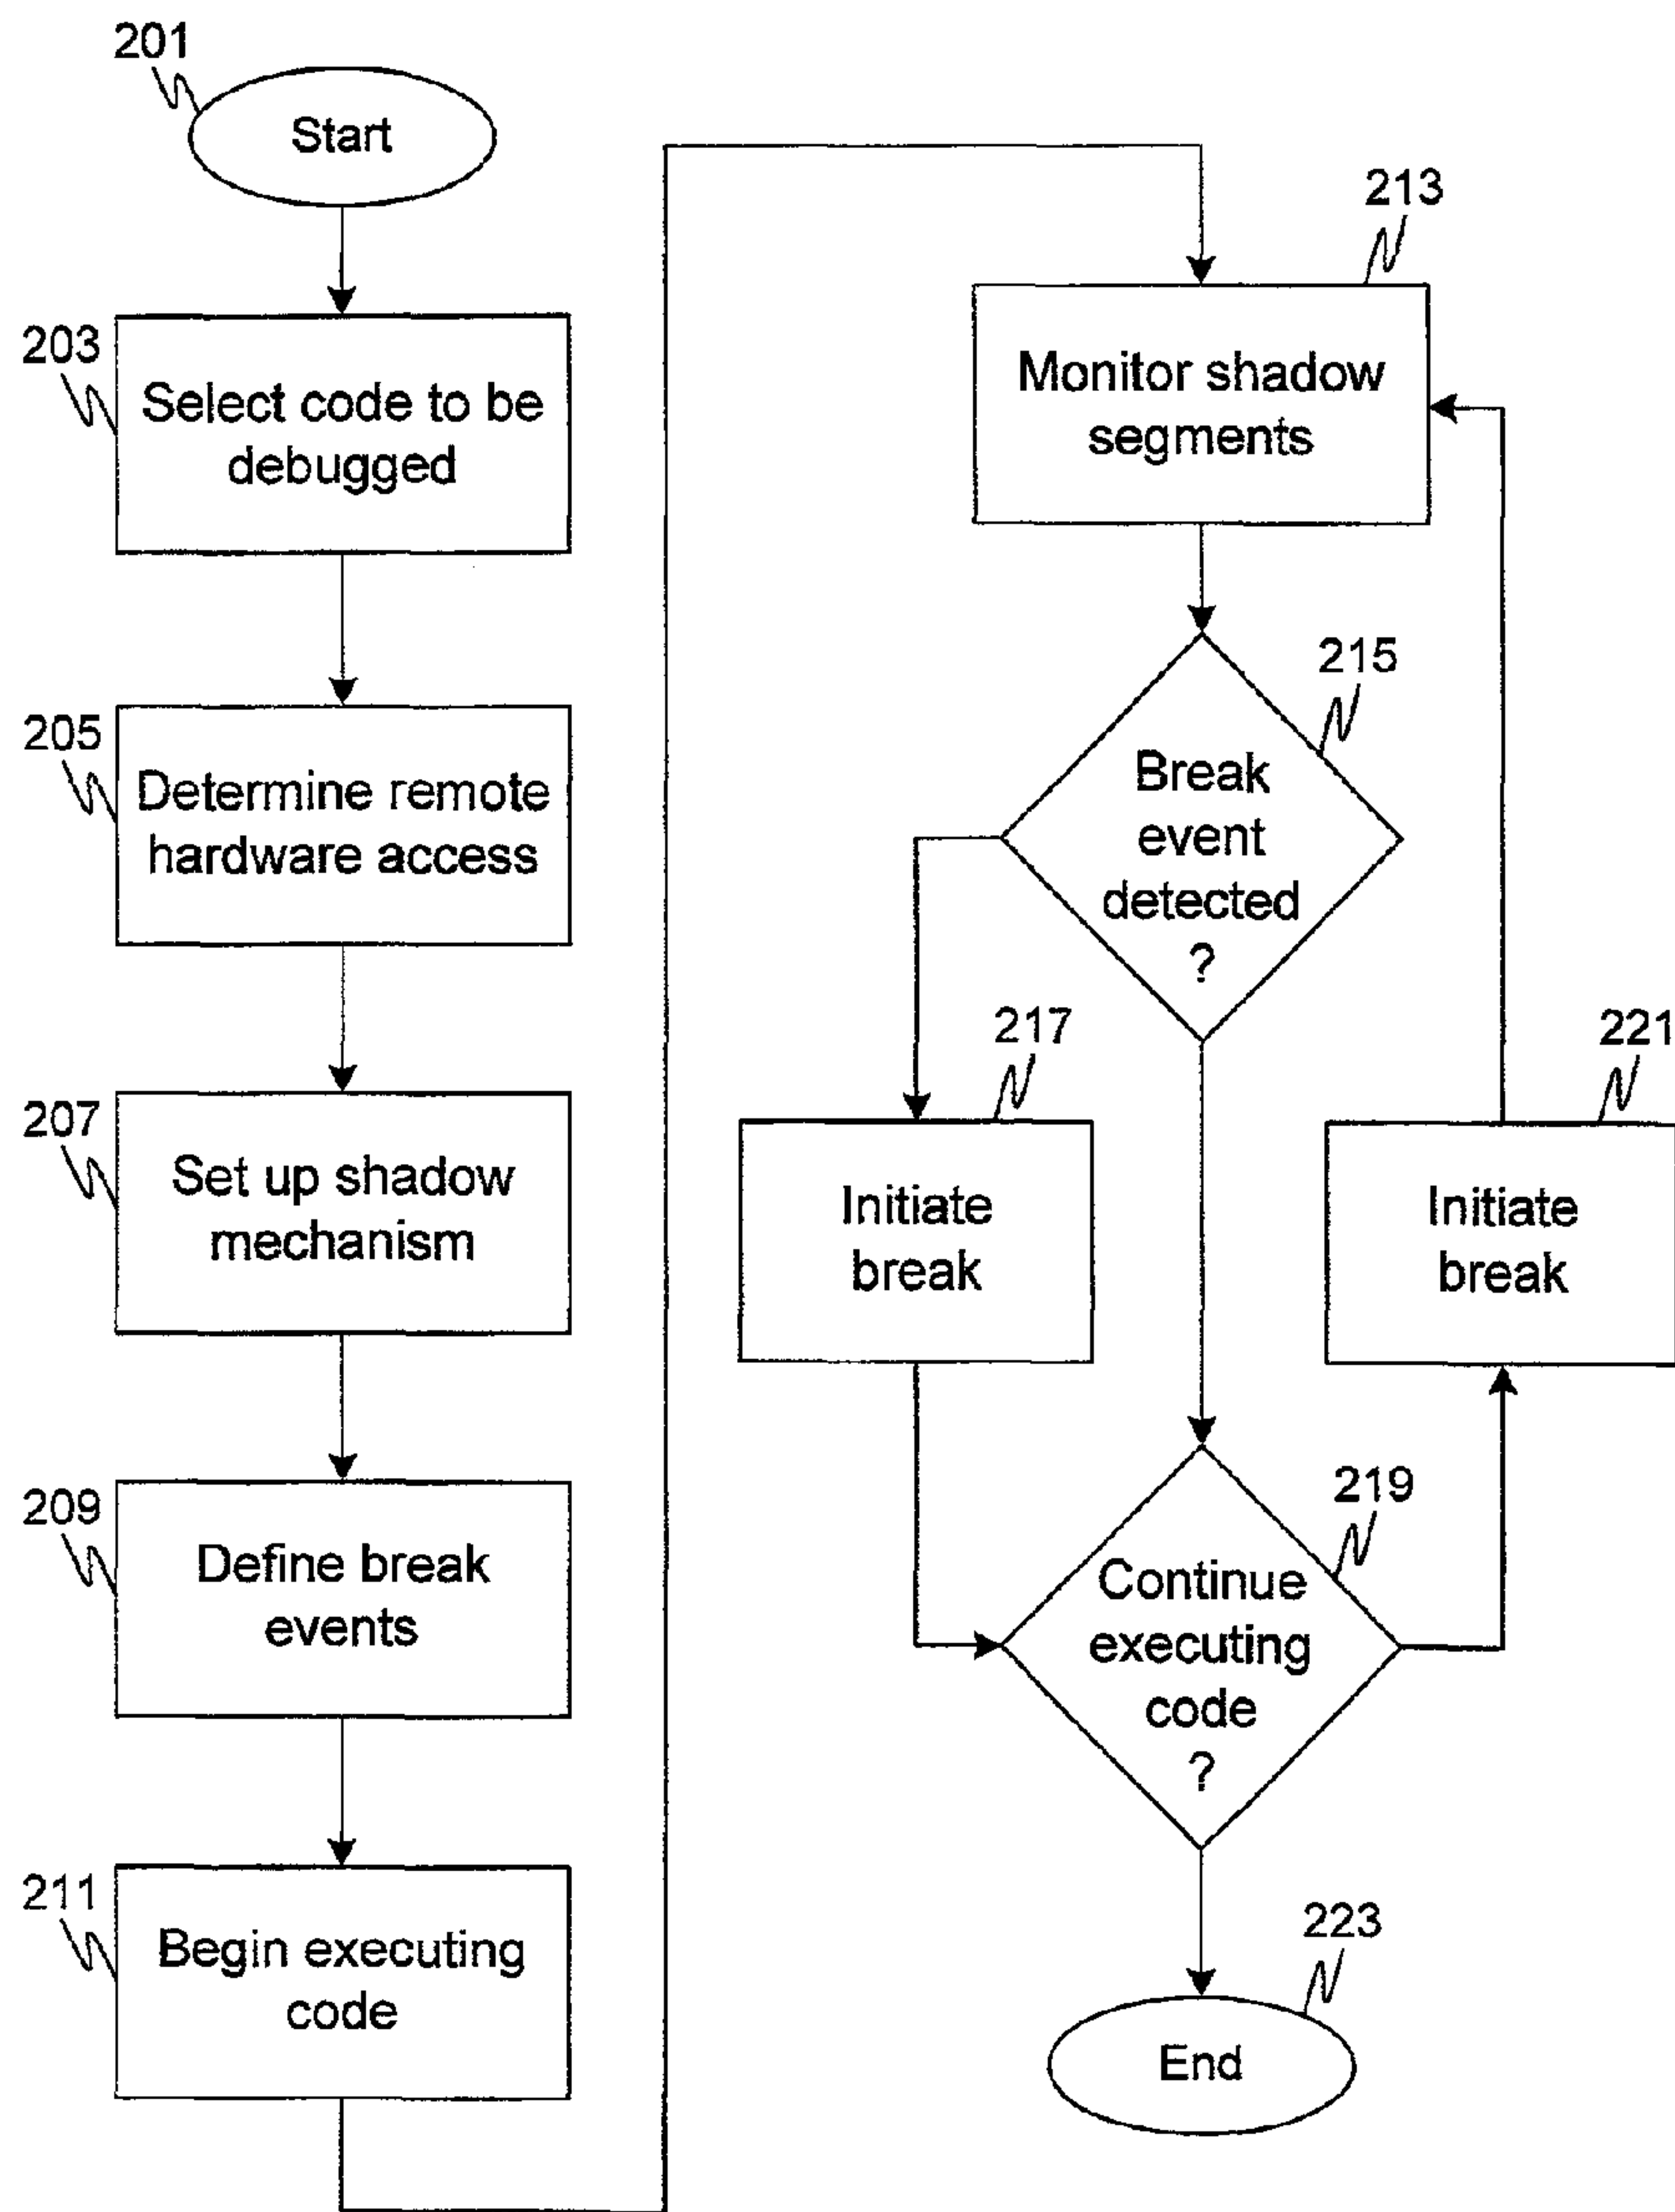 201
Start
203
Select code to be
debugged
205
Determine remote
hardware access
207
Set up shadow
mechanism
209
Define break
events
211
Begin executing
code
213
Monitor shadow
segments
215
Break
event
detected
?
217
Initiate
break
221
Initiate
break
219
Continue
executing
code
?
223
End